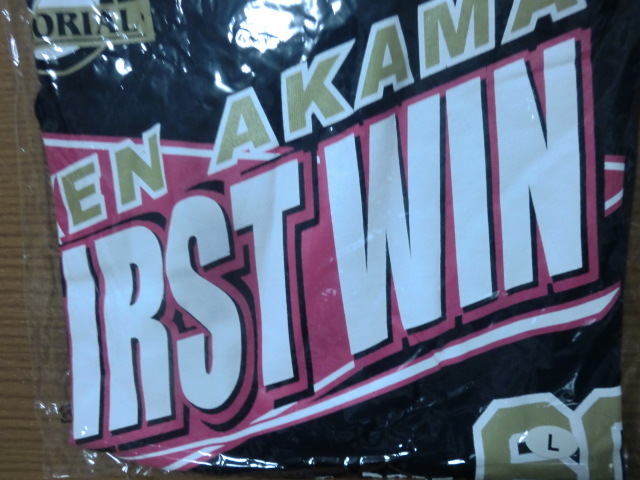 ORIAL
EN AKAMA
IRST WIN
L